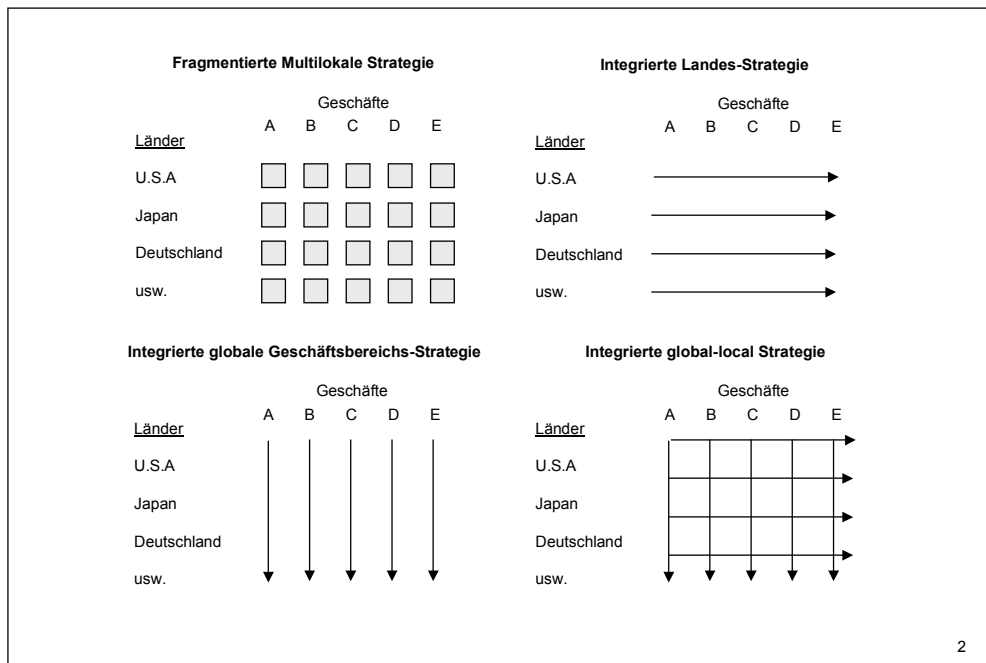 Fragmentierte Multilokale Strategie
Geschäfte
A B C D E
Länder
U.S.A
Japan
Deutschland
usw.
Integrierte Landes-Strategie
Geschäfte
A B C D E
Länder
U.S.A
Japan
Deutschland
usw.
Integrierte globale Geschäftsbereichs-Strategie
Geschäfte
A B C D E
Länder
U.S.A
Japan
Deutschland
usw.
Integrierte global-local Strategie
Geschäfte
A B C D E
Länder
U.S.A
Japan
Deutschland
usw.
2